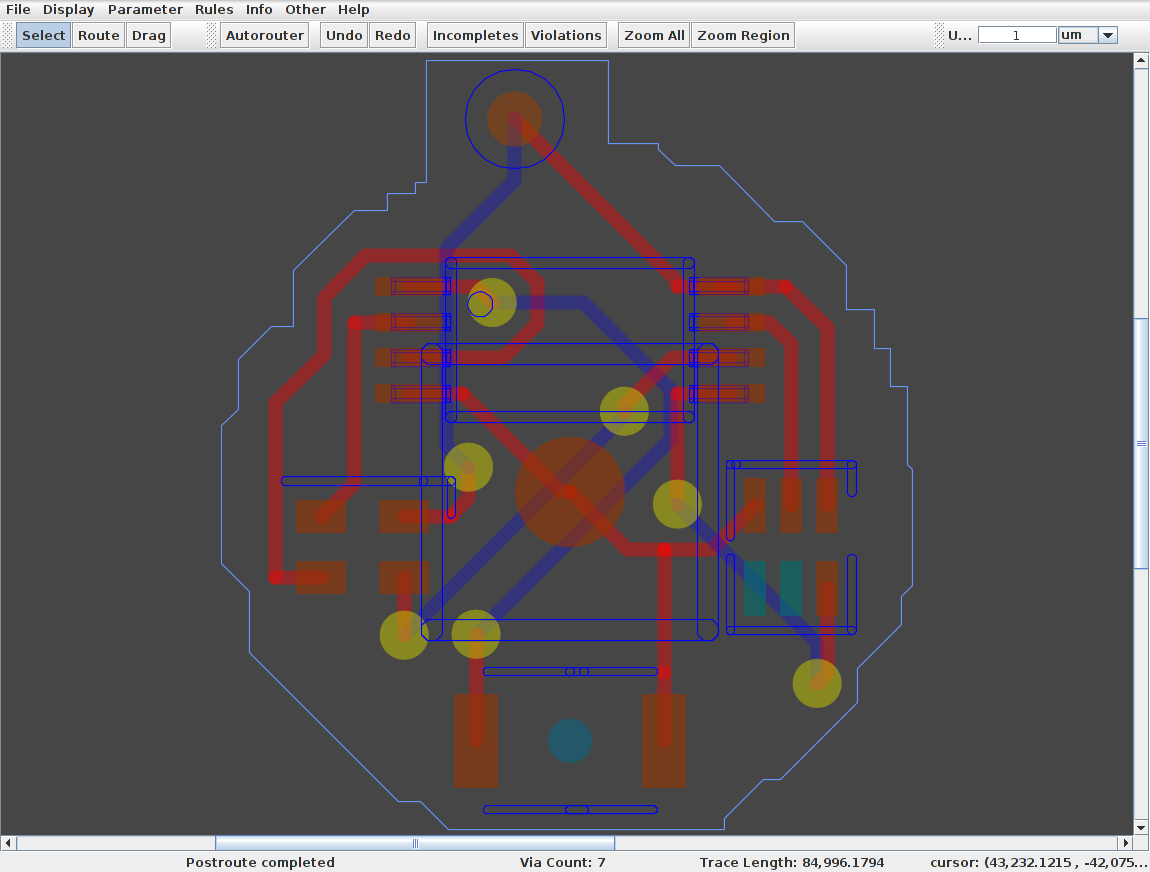 File Display Parameter Rules Info Other Help
Select Route Drag Autorouter Undo Redo Incompletes Violations Zoom All Zoom Region U... 1 um
Postroute completed Via Count: 7 Trace Length: 84,996.1794 cursor: (43,232.1215 , -42,075...